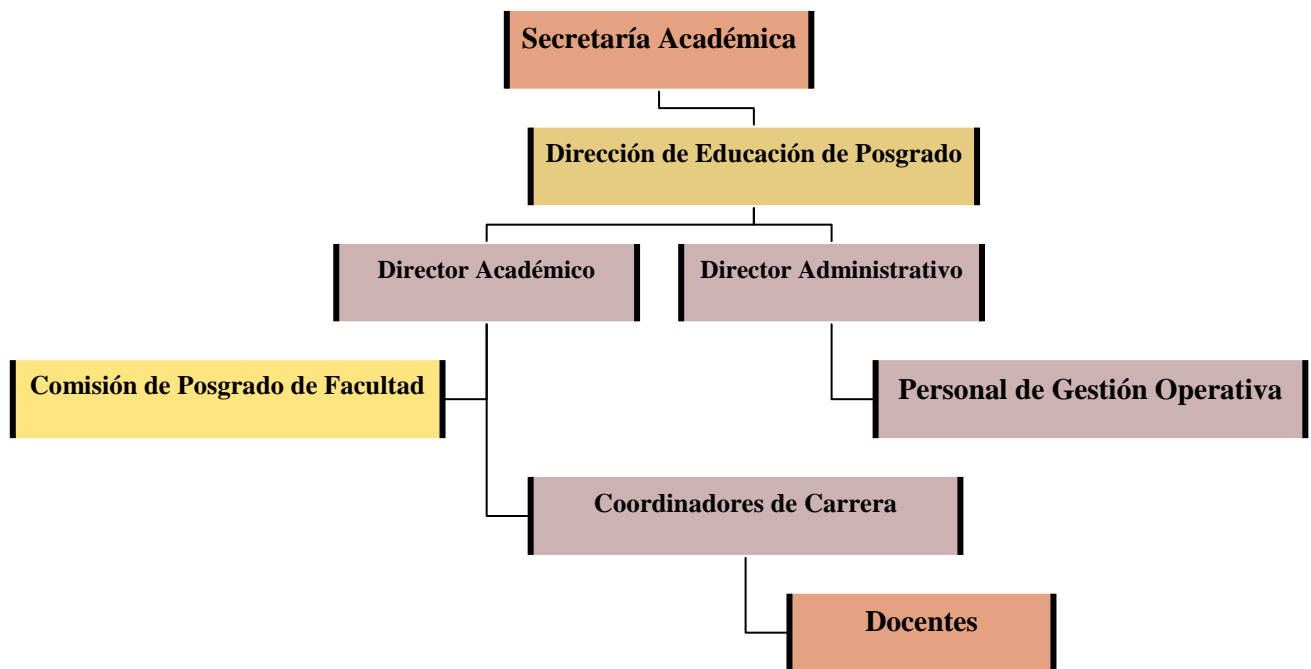 Secretaría Académica
Dirección de Educación de Posgrado
Director Académico
Director Administrativo
Comisión de Posgrado de Facultad
Personal de Gestión Operativa
Coordinadores de Carrera
Docentes